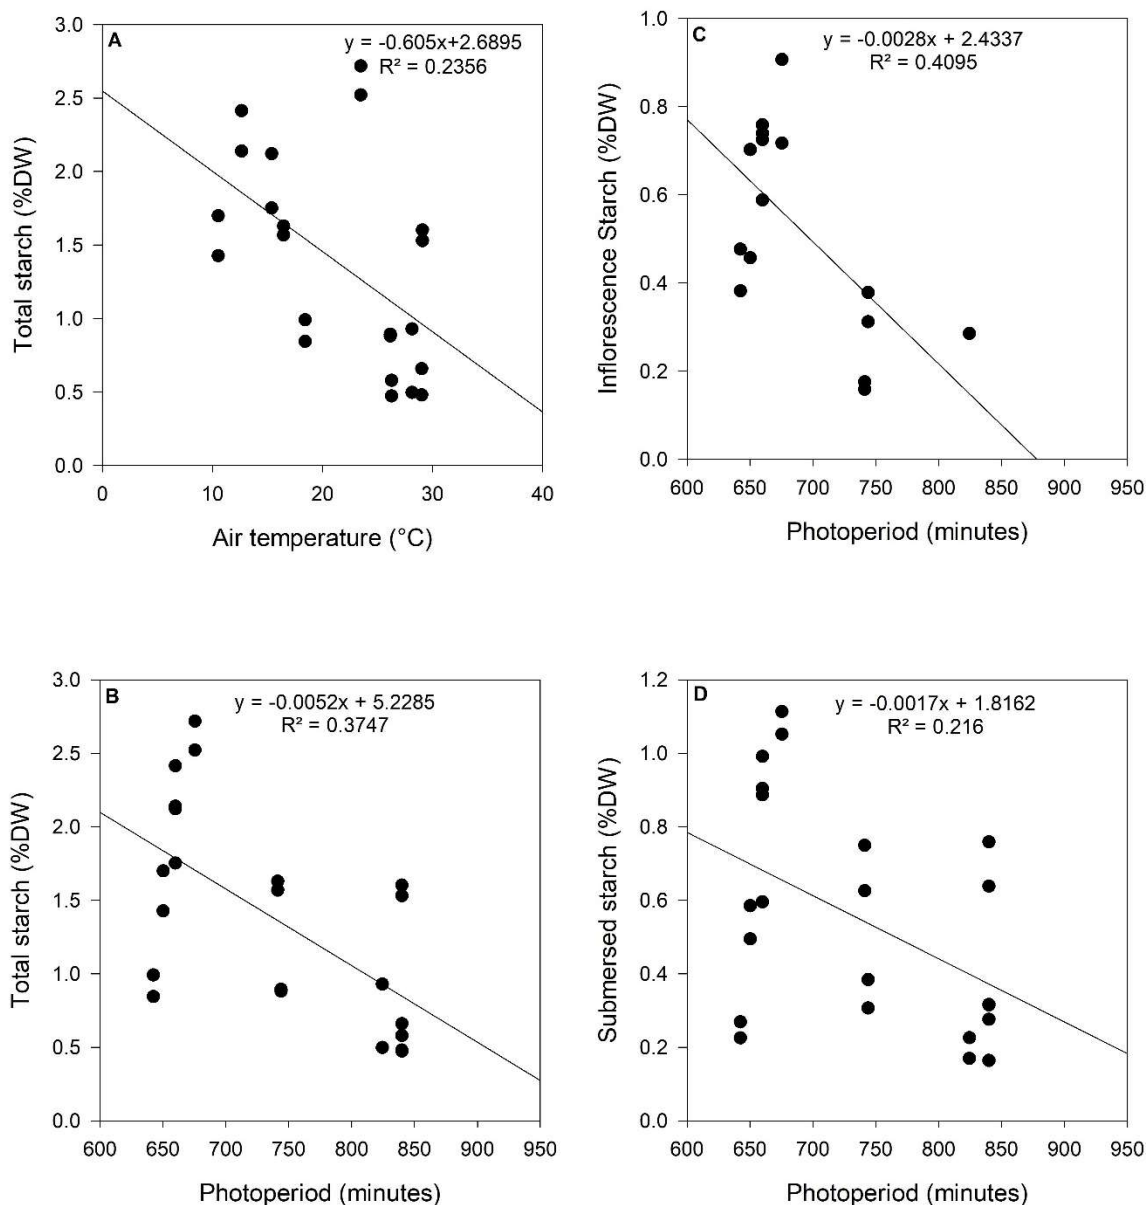 A
y = -0.605x+2.6895
R² = 0.2356
3.0
2.5
2.0
1.5
1.0
0.5
0.0
Total starch (%DW)
0 10 20 30 40
Air temperature (°C)
C
y = -0.0028x + 2.4337
R² = 0.4095
1.0
0.8
0.6
0.4
0.2
0.0
Inflorescence Starch (%DW)
600 650 700 750 800 850 900 950
Photoperiod (minutes)
B
y = -0.0052x + 5.2285
R² = 0.3747
3.0
2.5
2.0
1.5
1.0
0.5
0.0
Total starch (%DW)
600 650 700 750 800 850 900 950
Photoperiod (minutes)
D
y = -0.0017x + 1.8162
R² = 0.216
1.2
1.0
0.8
0.6
0.4
0.2
0.0
Submersed starch (%DW)
600 650 700 750 800 850 900 950
Photoperiod (minutes)